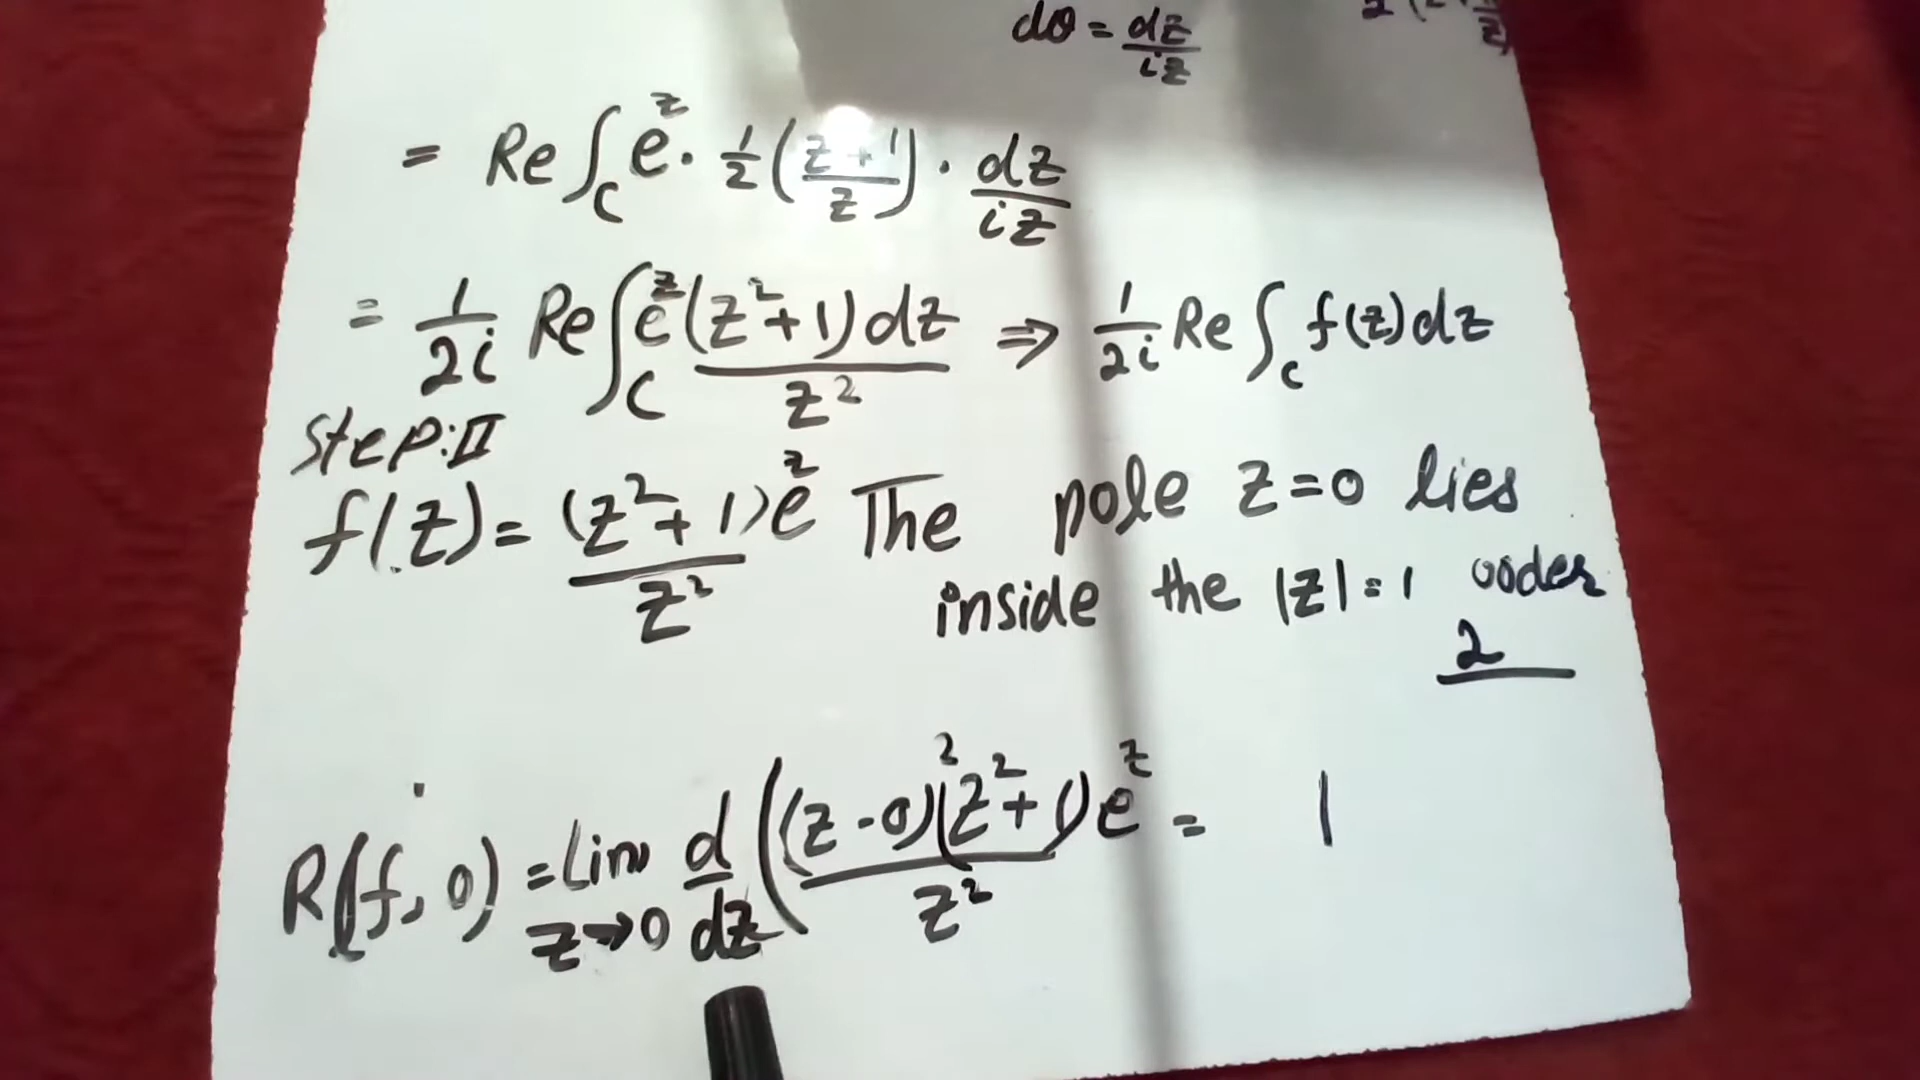 dθ = dz/iz
= Re ∫_C e^z · 1/2 (z+1/z) · dz/iz
= 1/2i Re ∫_C e^z (z²+1)dz/z² ⇒ 1/2i Re ∫_C f(z)dz
Step:II
f(z) = (z²+1)e^z/z² The pole z=0 lies
inside the |z|=1 order
2
R(f,0) = Lim z→0 d/dz ((z-0)²(z²+1)e^z/z² = 1